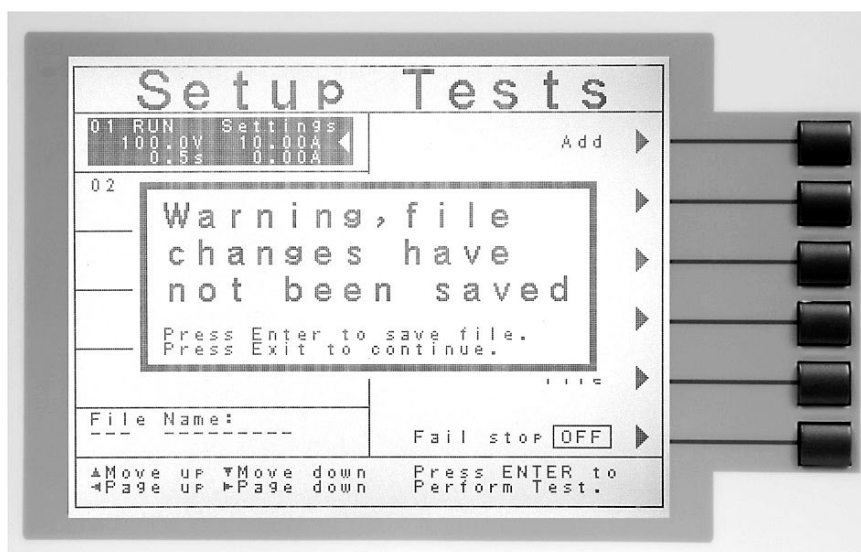 Setup Tests
01 RUN Settings
100.0V 10.00A
0.5s 0.00A
Add
02
Warning,file
changes have
not been saved
Press Enter to save file.
Press Exit to continue.
File Name:
Fail stop OFF
▲Move up ▼Move down
◄Page up ►Page down
Press ENTER to
Perform Test.